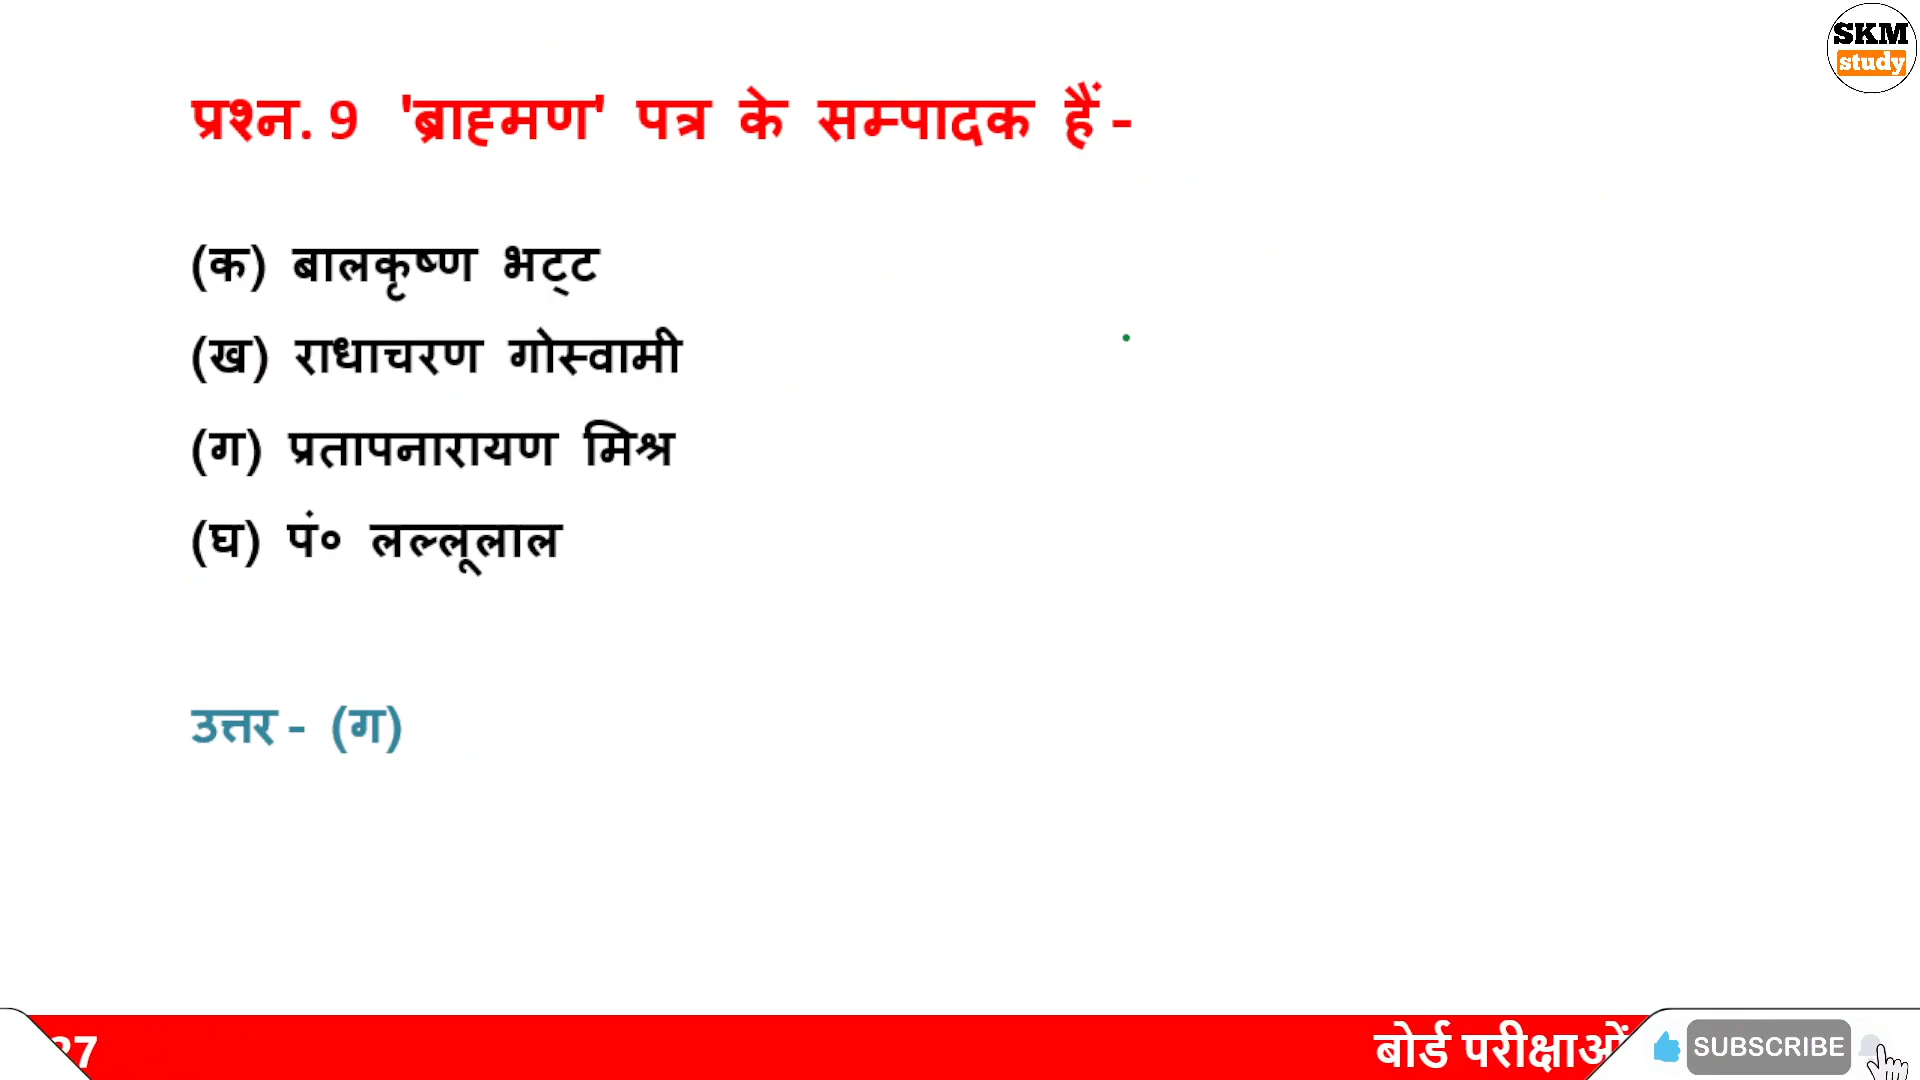 SKM
study
प्रश्न. 9 'ब्राह्मण' पत्र के सम्पादक हैं -
(क) बालकृष्ण भट्ट
(ख) राधाचरण गोस्वामी
(ग) प्रतापनारायण मिश्र
(घ) पं० लल्लूलाल
उत्तर - (ग)
27 बोर्ड परीक्षाओं SUBSCRIBE